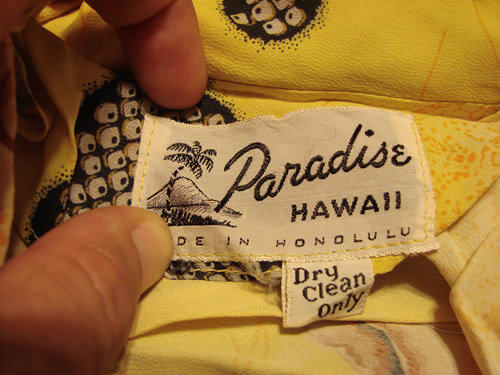 Paradise
HAWAII
DE IN HONOLULU
Dry
Clean
Only